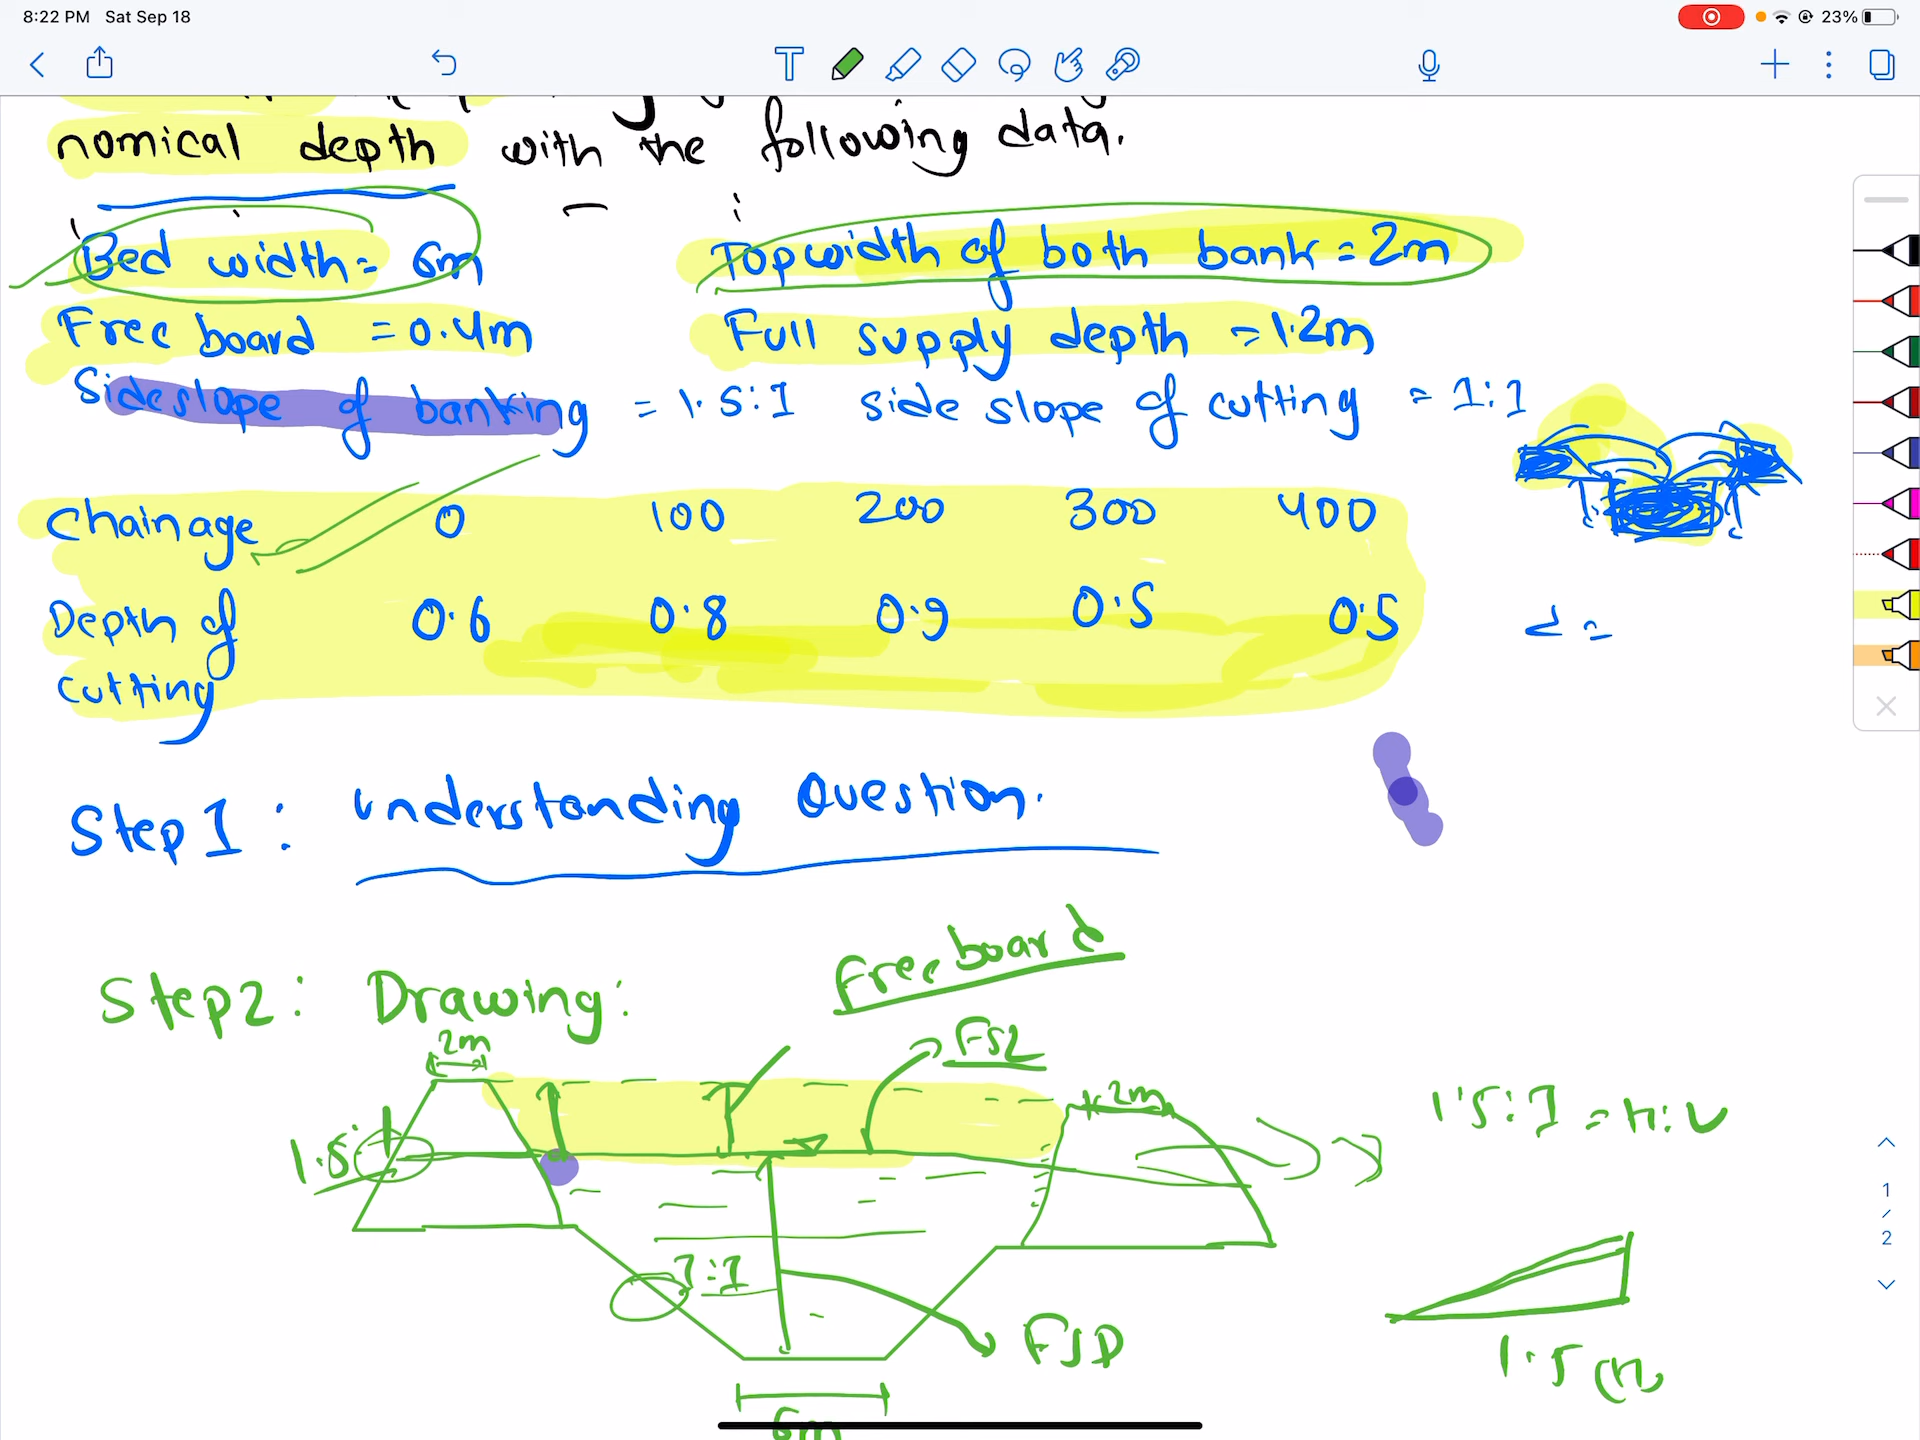 8:22 PM Sat Sep 18
23%
nomical depth with the following data.
Bed width = 6m Top width of both bank = 2m
Free board = 0.4m Full supply depth = 1.2m
Side slope of banking = 1.5:1 side slope of cutting = 1:1
Chainage 0 100 200 300 400
Depth of cutting 0.6 0.8 0.9 0.5 0.5
d =
Step 1 : Understanding Question.
Step2: Drawing:
Free board
2m
FSL
2m
1.5:1
1.5:1 = H:V
1:1
FSD
1.5 (H)
6m
1
/
2